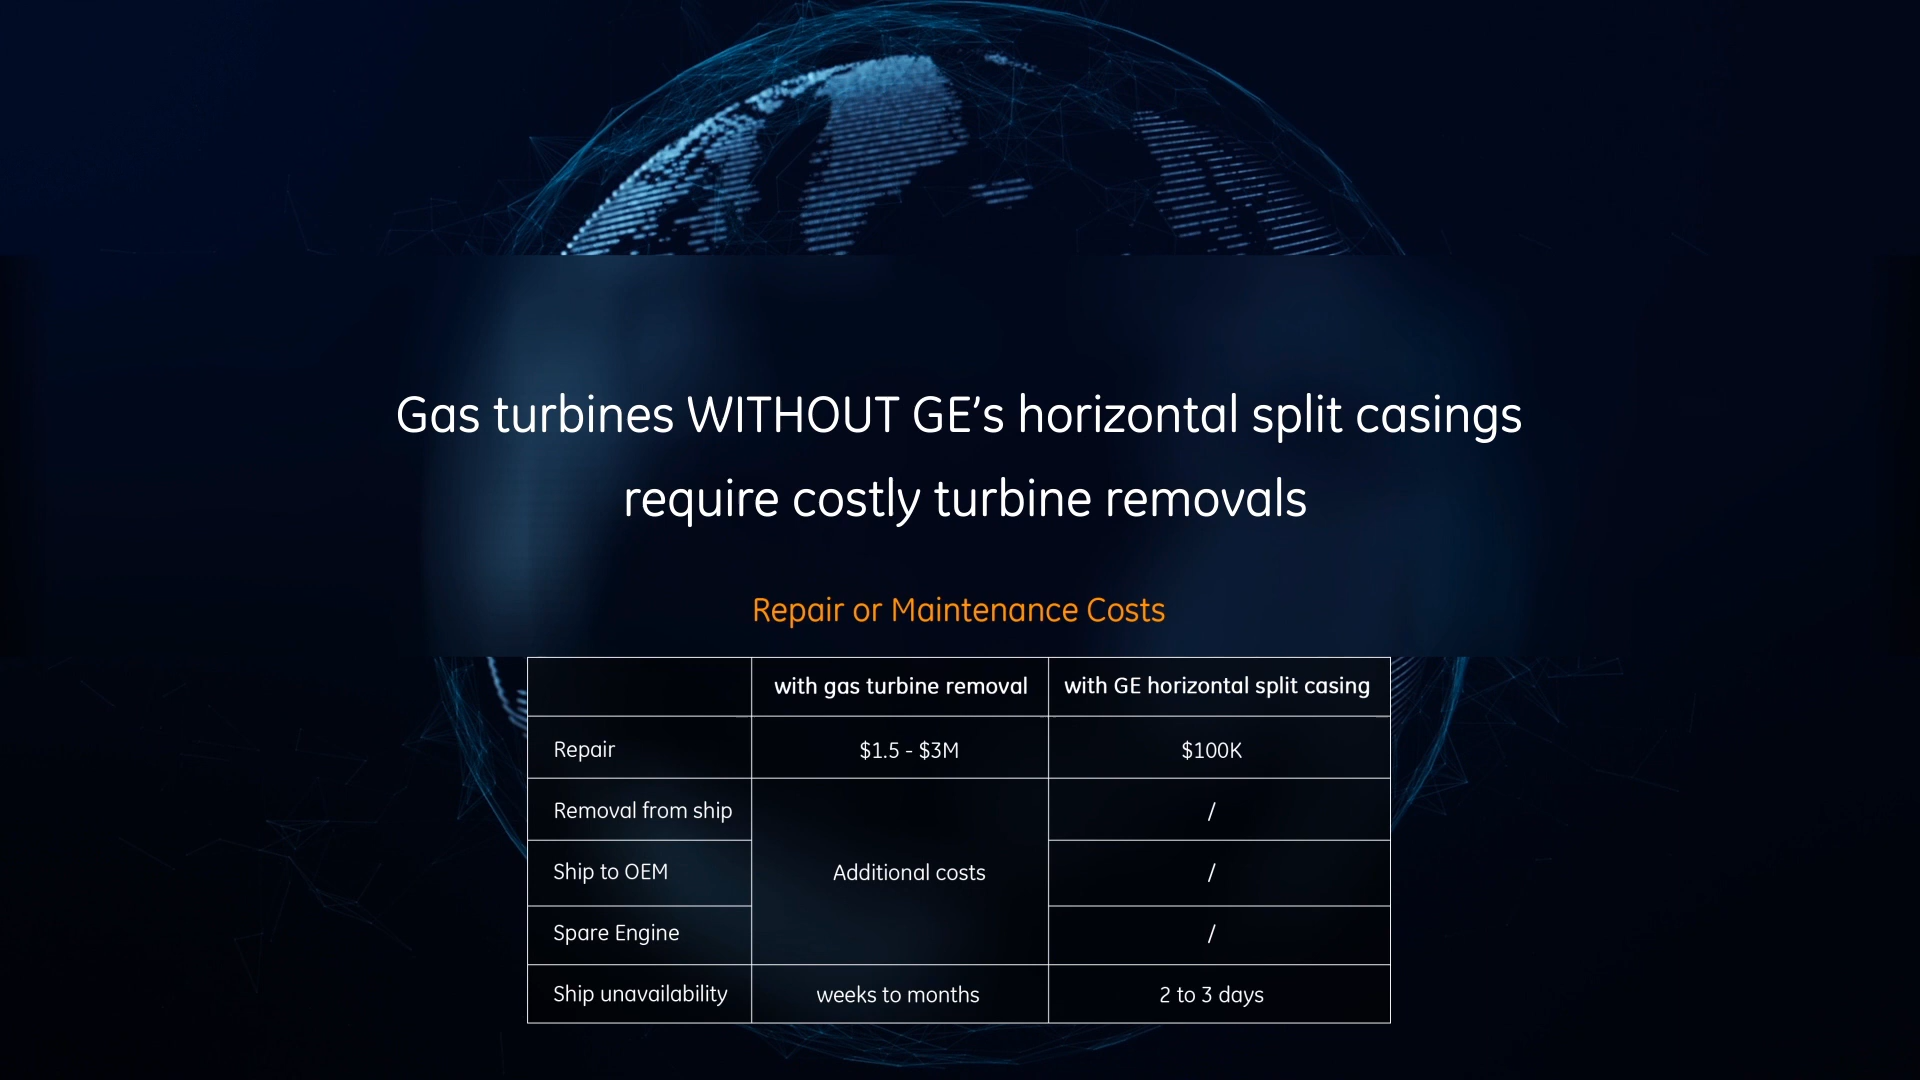 Gas turbines WITHOUT GE’s horizontal split casings
require costly turbine removals
Repair or Maintenance Costs
with gas turbine removal with GE horizontal split casing
Repair $1.5 - $3M $100K
Removal from ship /
Ship to OEM Additional costs /
Spare Engine /
Ship unavailability weeks to months 2 to 3 days